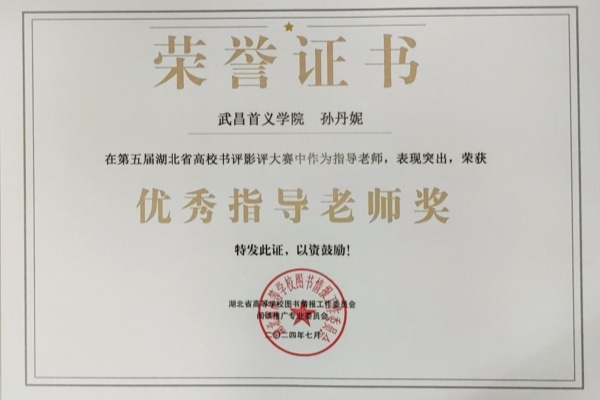 荣誉证书
武昌首义学院 孙丹妮
在第五届湖北省高校书评影评大赛中作为指导老师，表现突出，荣获
优秀指导老师奖
特发此证，以资鼓励！
湖北省高等学校图书情报工作委员会
阅读推广专业委员会
二〇二四年七月